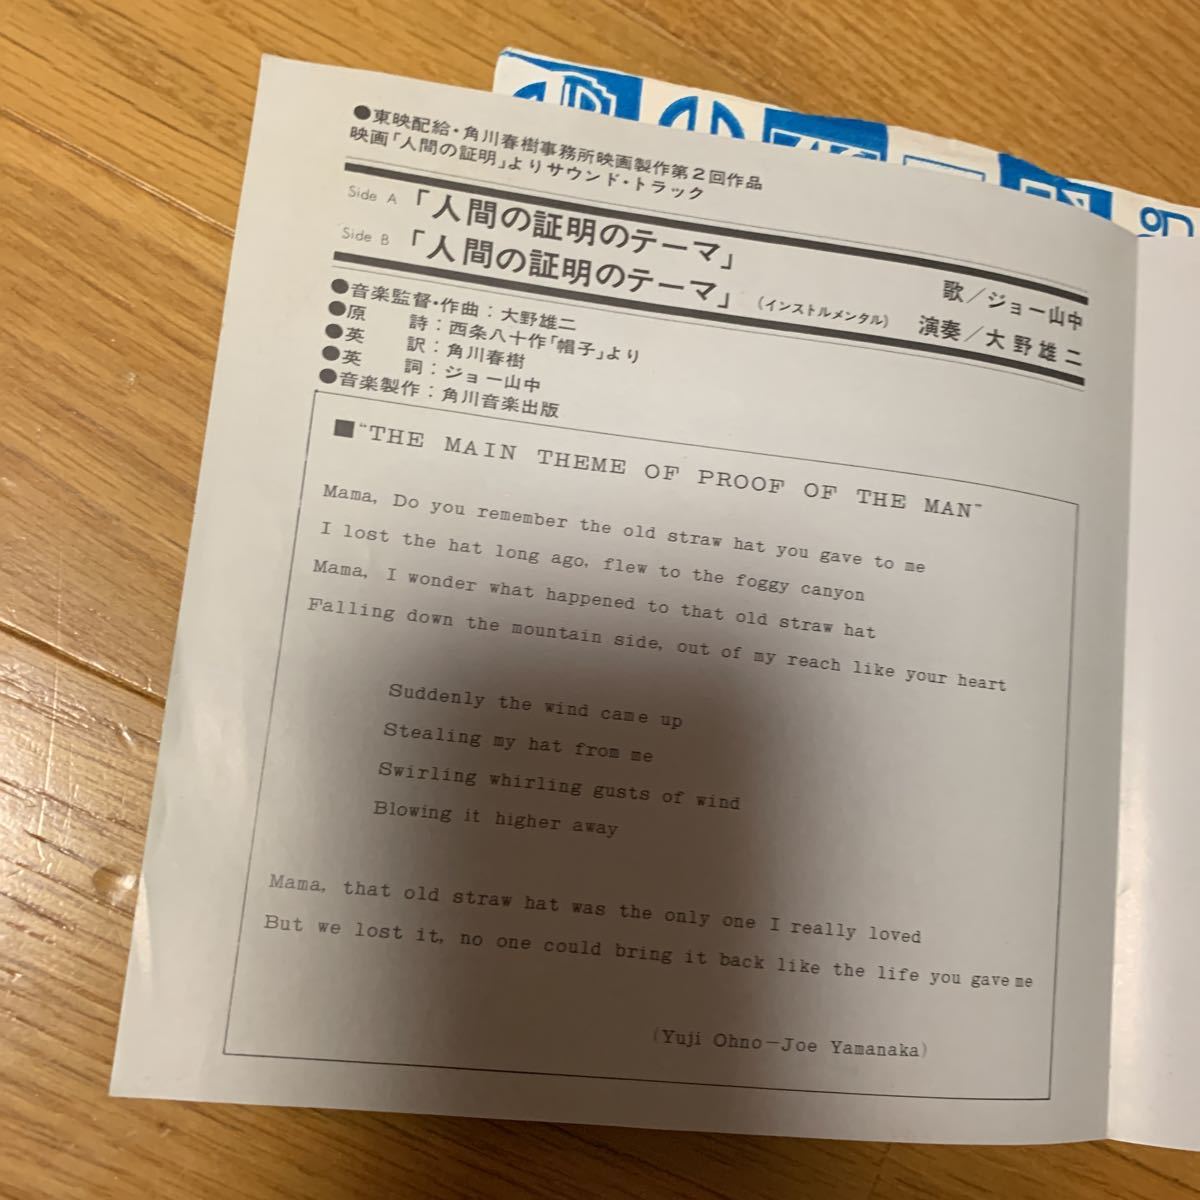 ●東映配給・角川春樹事務所映画製作第2回作品
映画「人間の証明」よりサウンド・トラック
Side A 「人間の証明のテーマ」 歌/ジョー山中
Side B 「人間の証明のテーマ」(インストルメンタル) 演奏/大野雄二
●音楽監督・作曲:大野雄二
●原 詩:西条八十作「帽子」より
●英 訳:角川春樹
●英 詞:ジョー山中
●音楽製作:角川音楽出版
■“THE MAIN THEME OF PROOF OF THE MAN”
Mama, Do you remember the old straw hat you gave to me
I lost the hat long ago, flew to the foggy canyon
Mama, I wonder what happened to that old straw hat
Falling down the mountain side, out of my reach like your heart
Suddenly the wind came up
Stealing my hat from me
Swirling whirling gusts of wind
Blowing it higher away
Mama, that old straw hat was the only one I really loved
But we lost it, no one could bring it back like the life you gave me
(Yuji Ohno—Joe Yamanaka)